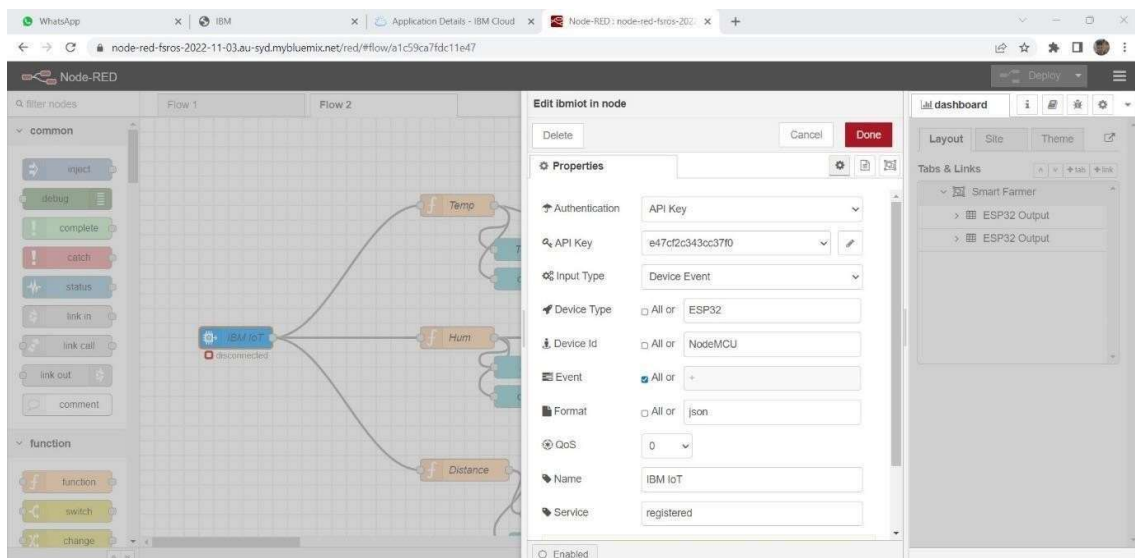 WhatsApp
IBM
Application Details - IBM Cloud
Node-RED : node-red-fsros-202
node-red-fsros-2022-11-03.au-syd.mybluemix.net/red/#flow/a1c59ca7fdc11e47
Node-RED
Deploy
filter nodes
Flow 1
Flow 2
Edit ibmiot in node
dashboard
Delete
Cancel
Done
Layout
Site
Theme
common
Properties
Tabs & Links
+ tab
+ link
inject
debug
complete
catch
status
link in
link call
link out
comment
function
function
switch
change
Temp
Hum
Distance
IBM IoT
disconnected
Authentication
API Key
API Key
e47cf2c343cc37f0
Input Type
Device Event
Device Type
All or
ESP32
Device Id
All or
NodeMCU
Event
All or
+
Format
All or
json
QoS
0
Name
IBM IoT
Service
registered
Enabled
Smart Farmer
ESP32 Output
ESP32 Output